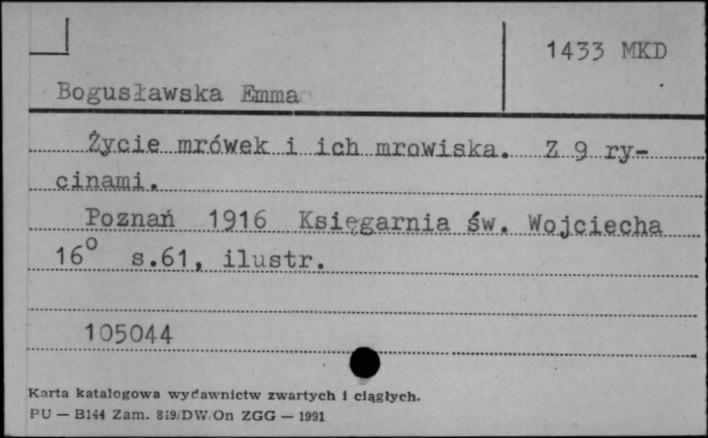 1433 MKD
Bogusławska Emma
Życie mrówek i ich mrowiska. Z 9 ry-
cinami.
Poznań 1916 Księgarnia św. Wojciecha
16° s.61, ilustr.
105044
Karta katalogowa wydawnictw zwartych i ciągłych.
PU — B144 Zam. 819/DW/On ZGG — 1991